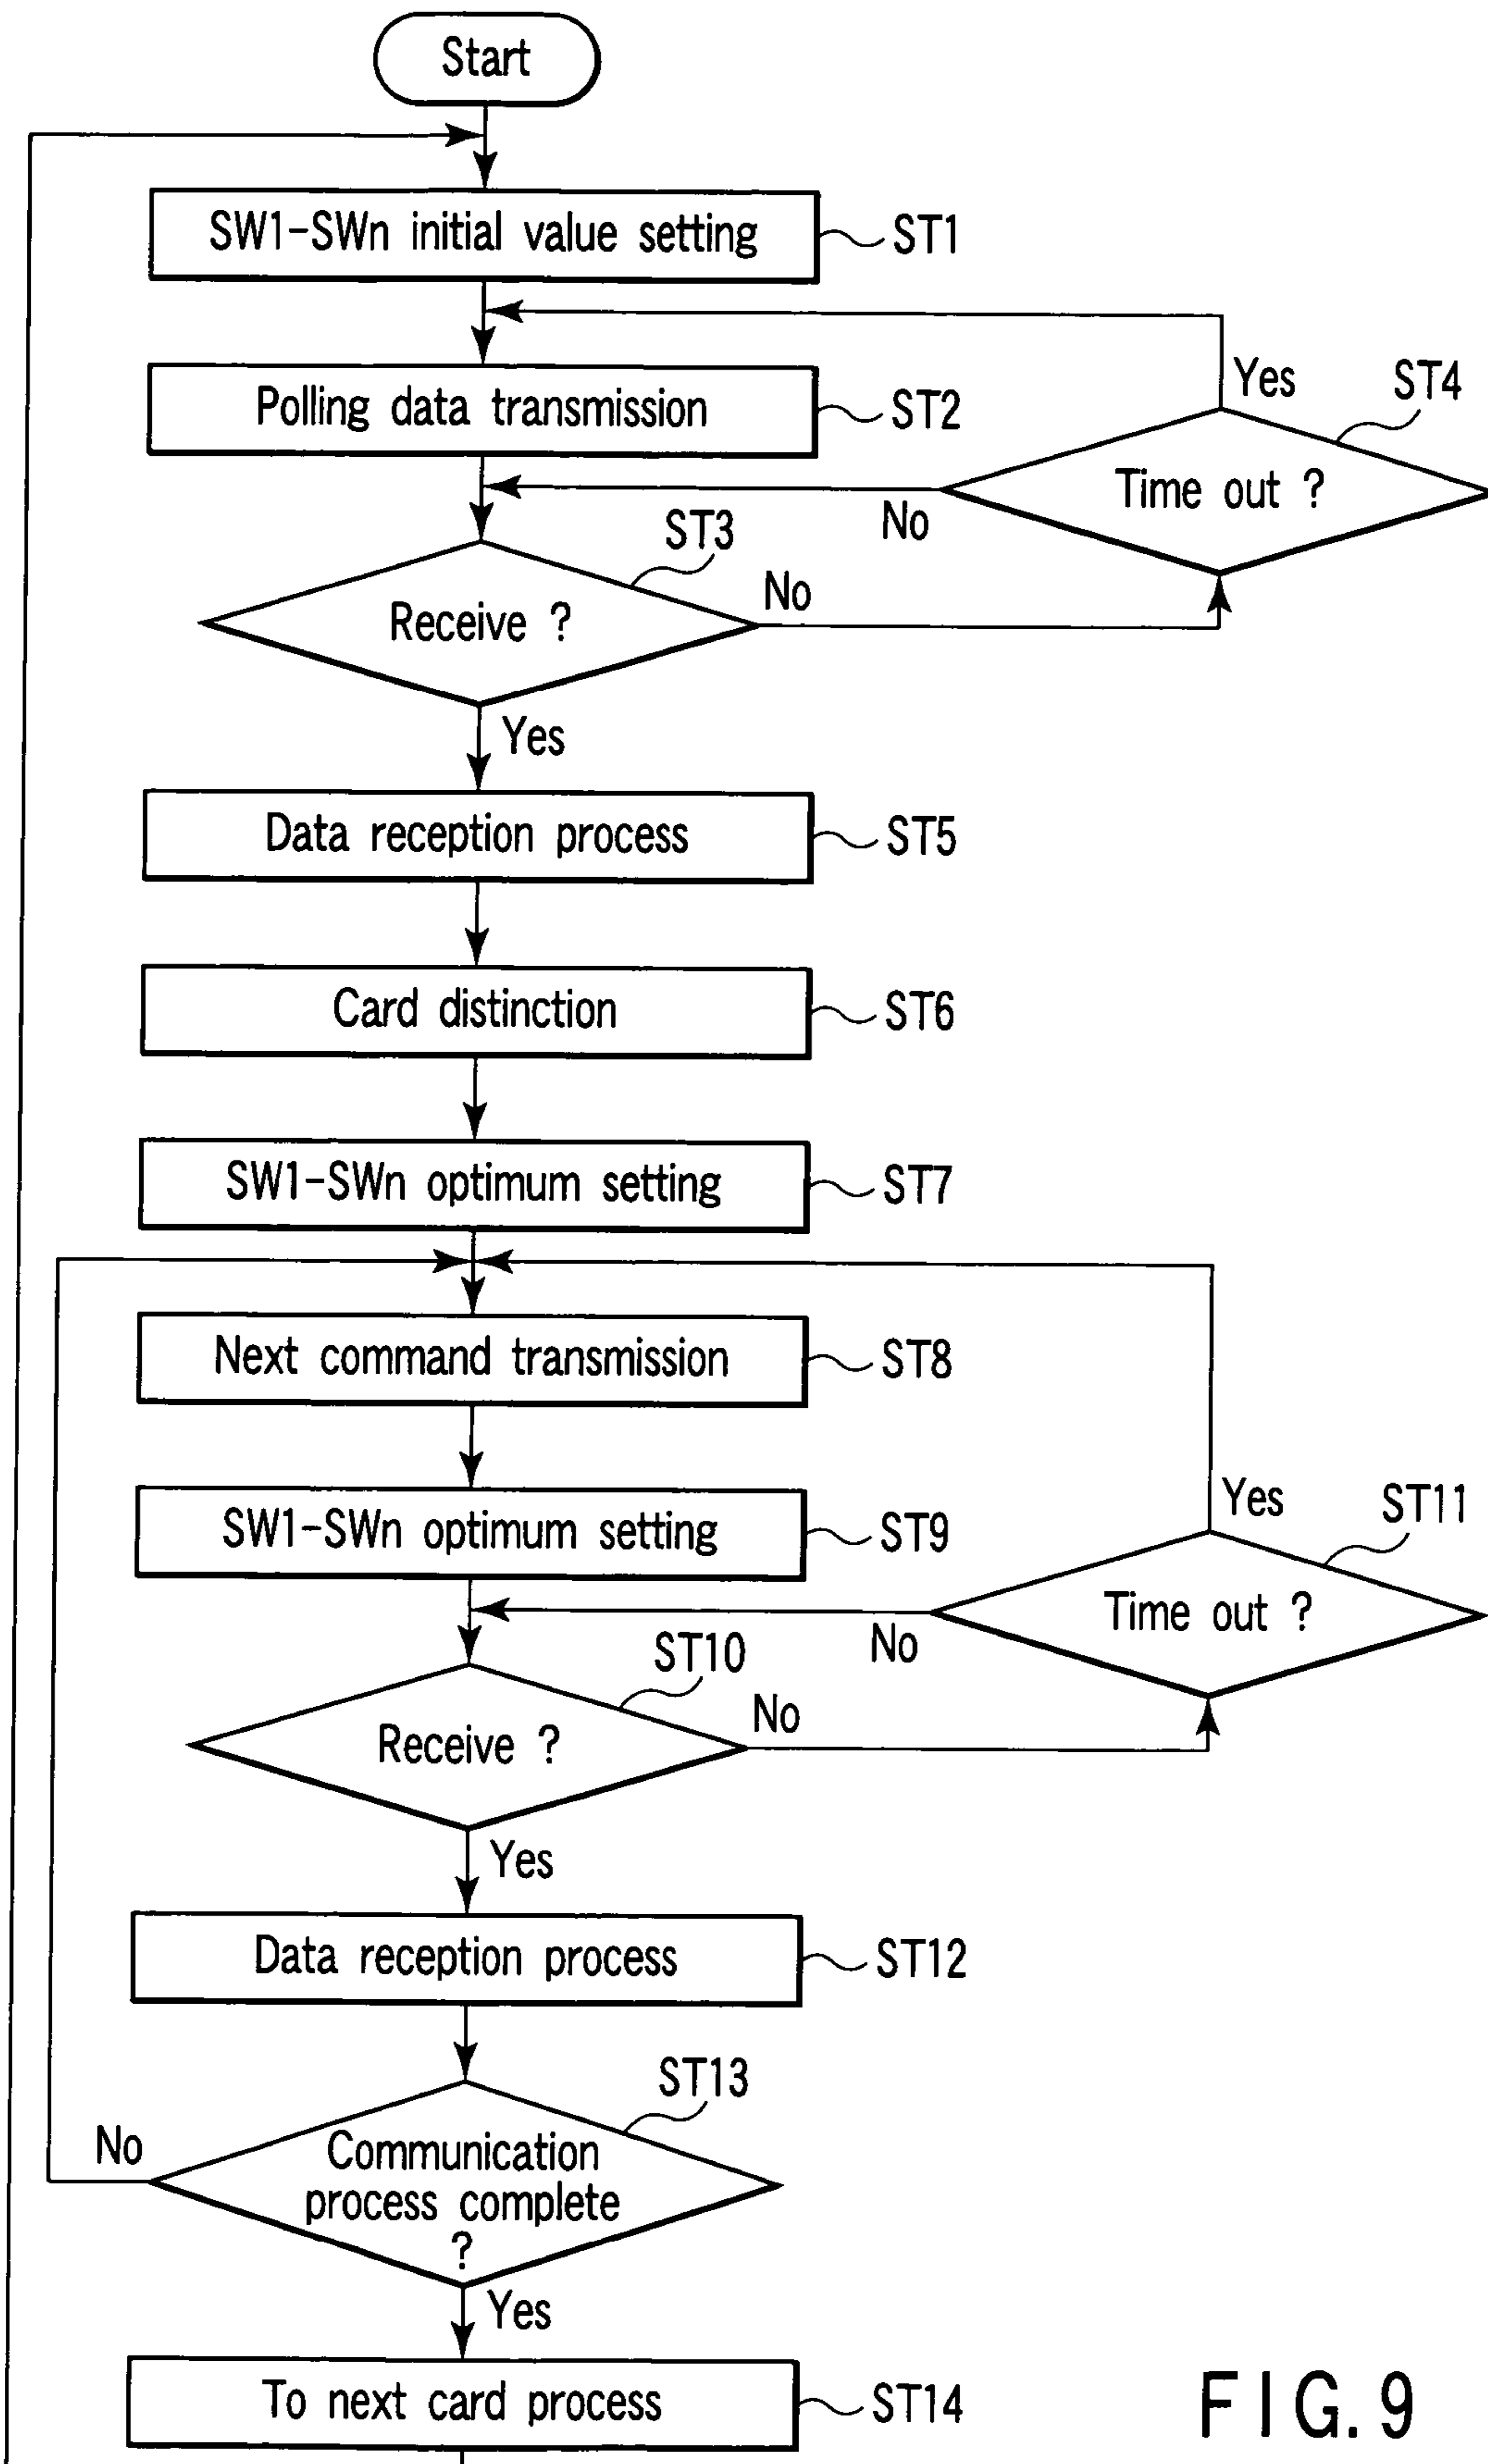 Start
SW1-SWn initial value setting
ST1
Polling data transmission
ST2
Yes
ST4
Time out ?
No
ST3
Receive ?
No
Yes
Data reception process
ST5
Card distinction
ST6
SW1-SWn optimum setting
ST7
Next command transmission
ST8
SW1-SWn optimum setting
ST9
Yes
ST11
Time out ?
No
ST10
Receive ?
No
Yes
Data reception process
ST12
ST13
No
Communication
process complete
?
Yes
To next card process
ST14
FIG. 9